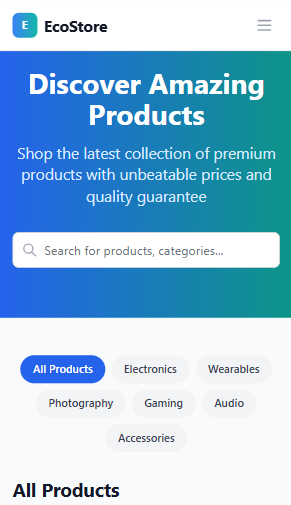 E EcoStore
Discover Amazing
Products
Shop the latest collection of premium
products with unbeatable prices and
quality guarantee
Search for products, categories...
All Products Electronics Wearables
Photography Gaming Audio
Accessories
All Products